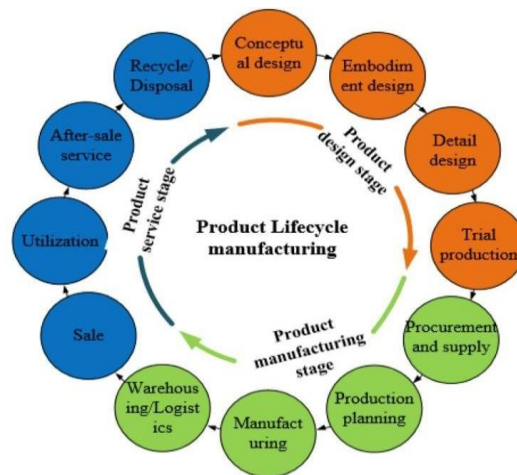 Conceptu
al design
Embodim
ent design
Detail
design
Trial
production
Procurement
and supply
Production
planning
Manufact
uring
Warehous
ing/Logist
ics
Sale
Utilization
After-sale
service
Recycle/
Disposal
Product
design stage
Product
manufacturing
stage
Product
service stage
Product Lifecycle
manufacturing